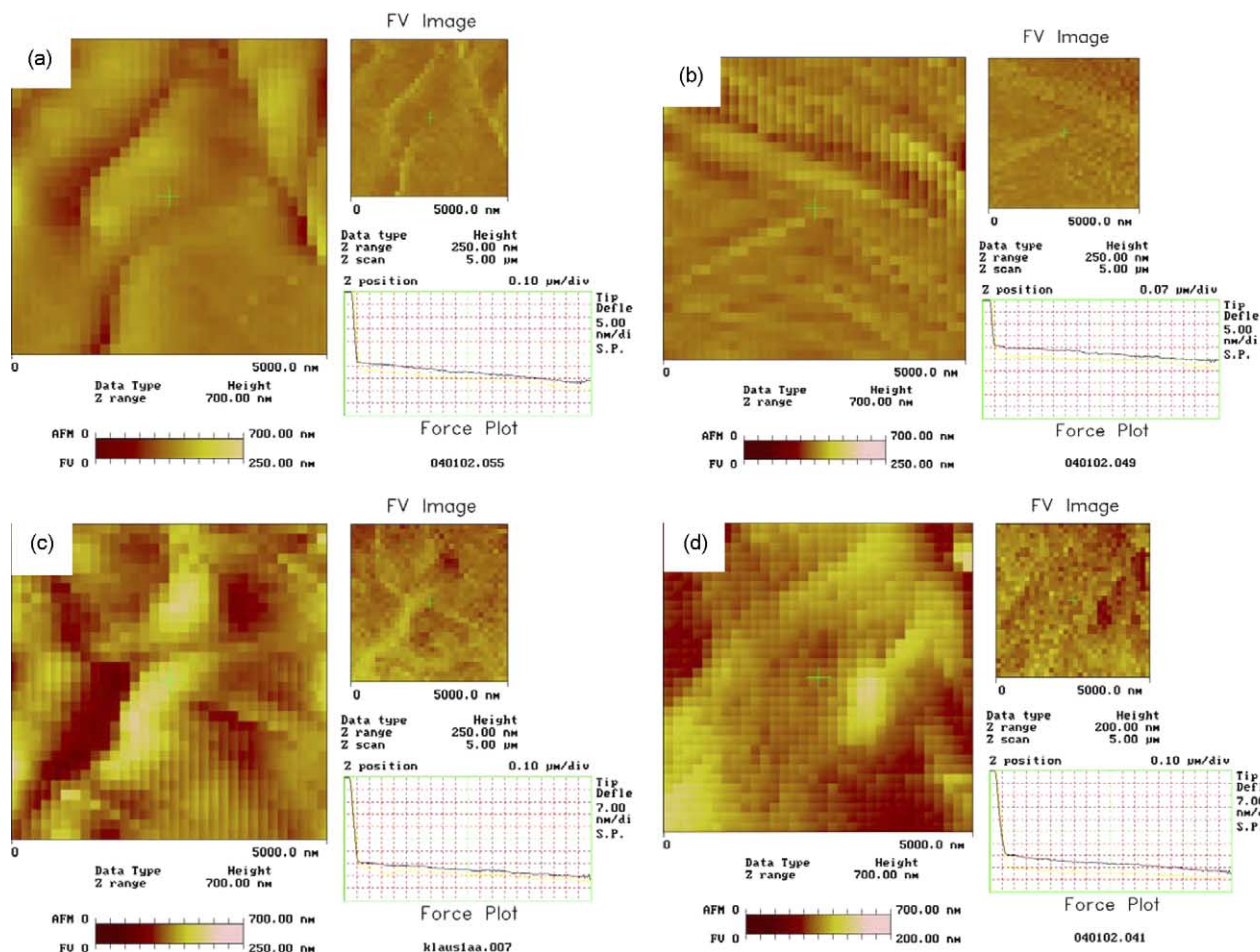 (a)
FV Image
0 5000.0 nM
Data type Height
Z range 250.00 nM
Z scan 5.00 µM
Z position 0.10 µM/div
Tip
Defle
5.00
nM/di
S.P.
0 5000.0 nM
Data Type Height
Z range 700.00 nM
Force Plot
AFM 0 700.00 nM
FV 0 250.00 nM
040102.055
(b)
FV Image
0 5000.0 nM
Data type Height
Z range 250.00 nM
Z scan 5.00 µM
Z position 0.07 µM/div
Tip
Defle
5.00
nM/di
S.P.
0 5000.0 nM
Data Type Height
Z range 700.00 nM
Force Plot
AFM 0 700.00 nM
FV 0 250.00 nM
040102.049
(c)
FV Image
0 5000.0 nM
Data type Height
Z range 250.00 nM
Z scan 5.00 µM
Z position 0.10 µM/div
Tip
Defle
7.00
nM/di
S.P.
0 5000.0 nM
Data Type Height
Z range 700.00 nM
Force Plot
AFM 0 700.00 nM
FV 0 250.00 nM
klaus1aa.007
(d)
FV Image
0 5000.0 nM
Data type Height
Z range 200.00 nM
Z scan 5.00 µM
Z position 0.10 µM/div
Tip
Defle
7.00
nM/d
S.P.
0 5000.0 nM
Data Type Height
Z range 700.00 nM
Force Plot
AFM 0 700.00 nM
FV 0 200.00 nM
040102.041